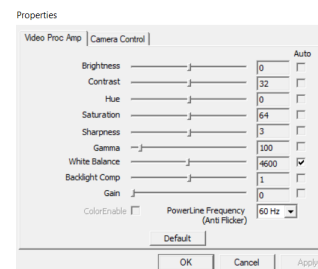 Properties
Video Proc Amp Camera Control
Auto
Brightness 0
Contrast 32
Hue 0
Saturation 64
Sharpness 3
Gamma 100
White Balance 4600
Backlight Comp 1
Gain 0
ColorEnable PowerLine Frequency 60 Hz
(Anti Flicker)
Default
OK Cancel Apply